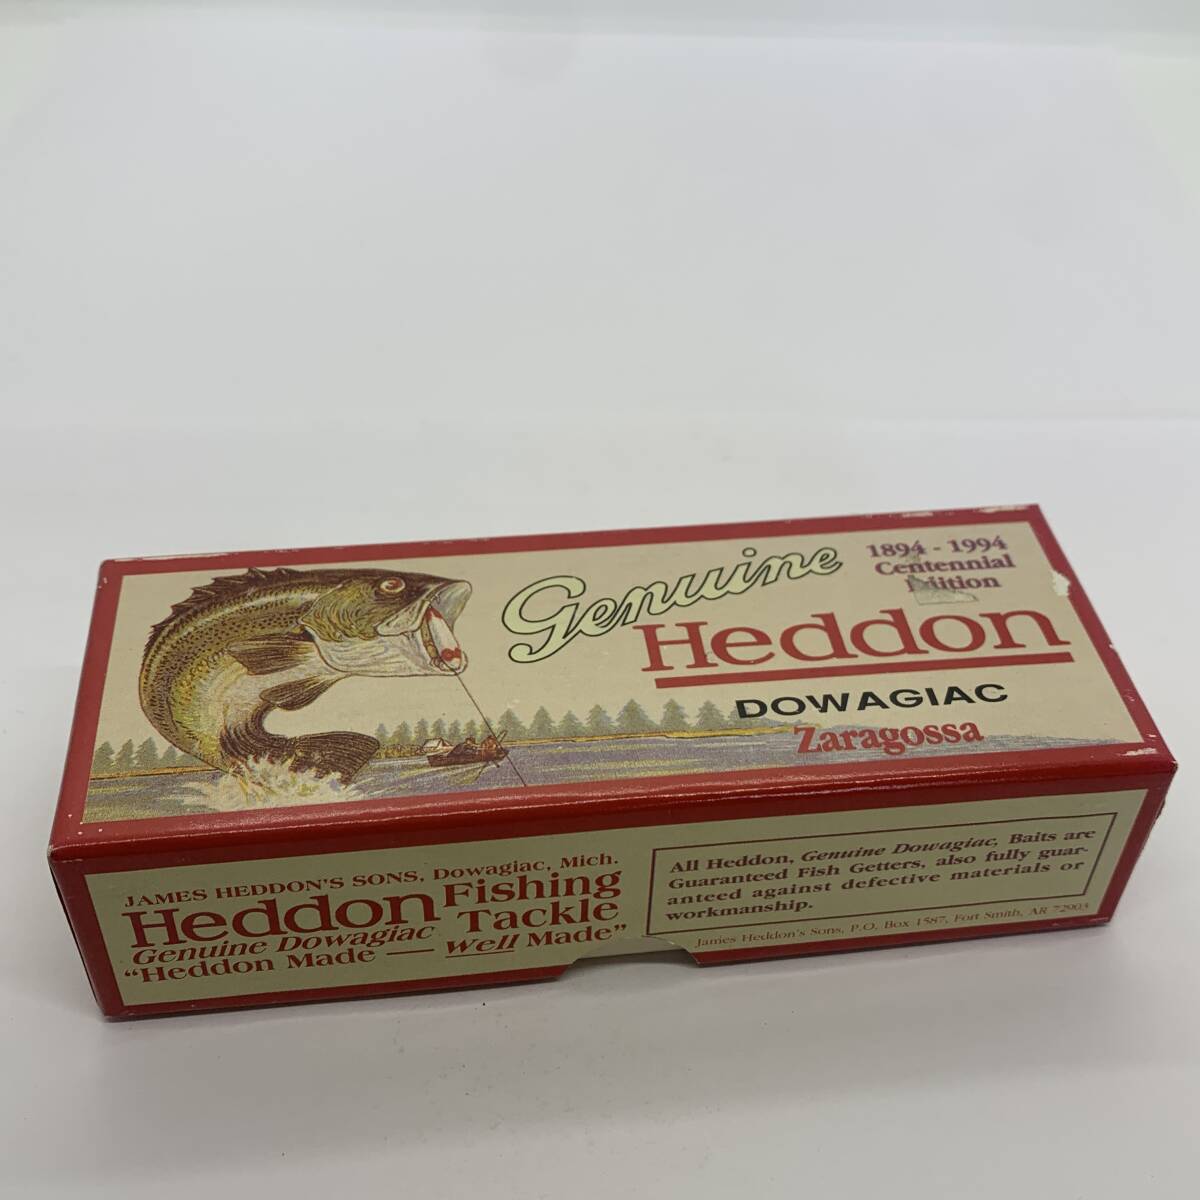 Genuine
1894 - 1994
Centennial
Edition
Heddon
DOWAGIAC
Zaragossa
JAMES HEDDON'S SONS, Dowagiac, Mich.
Heddon Fishing Tackle
Genuine Dowagiac
"Heddon Made — Well Made"
All Heddon, Genuine Dowagiac, Baits are
Guaranteed Fish Getters, also fully guar-
anteed against defective materials or
workmanship.
James Heddon's Sons, P.O. Box 1587, Fort Smith, AR 72903